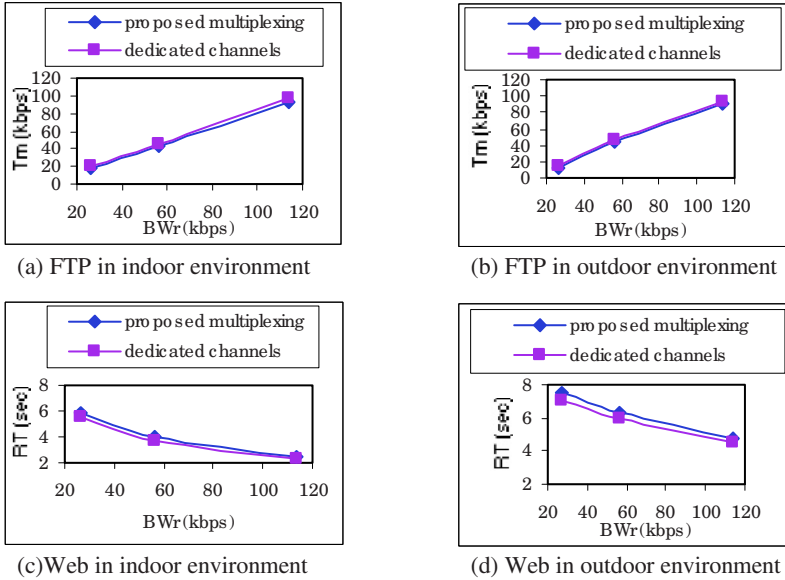 proposed multiplexing
dedicated channels
Tm (kbps)
120
100
80
60
40
20
0
20 40 60 80 100 120
BWr(kbps)
(a) FTP in indoor environment
proposed multiplexing
dedicated channels
Tm (kbps)
120
100
80
60
40
20
0
20 40 60 80 100 120
BWr(kbps)
(b) FTP in outdoor environment
proposed multiplexing
dedicated channels
RT (sec)
8
6
4
2
20 40 60 80 100 120
BWr(kbps)
(c)Web in indoor environment
proposed multiplexing
dedicated channels
RT (sec)
8
6
4
2
20 40 60 80 100 120
BWr(kbps)
(d) Web in outdoor environment